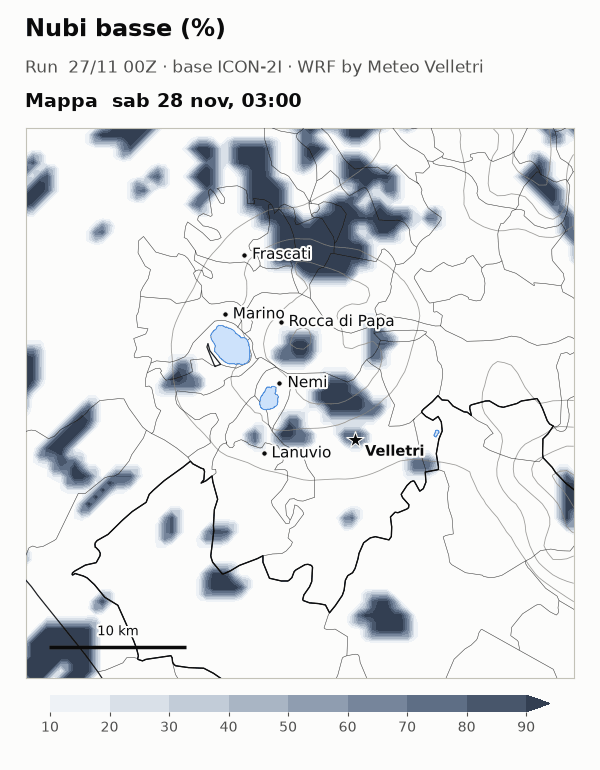 Nubi basse (%)
Run 27/11 00Z · base ICON-2I · WRF by Meteo Velletri
Mappa sab 28 nov, 03:00
Frascati
Marino
Rocca di Papa
Nemi
Velletri
Lanuvio
10 km
10 20 30 40 50 60 70 80 90